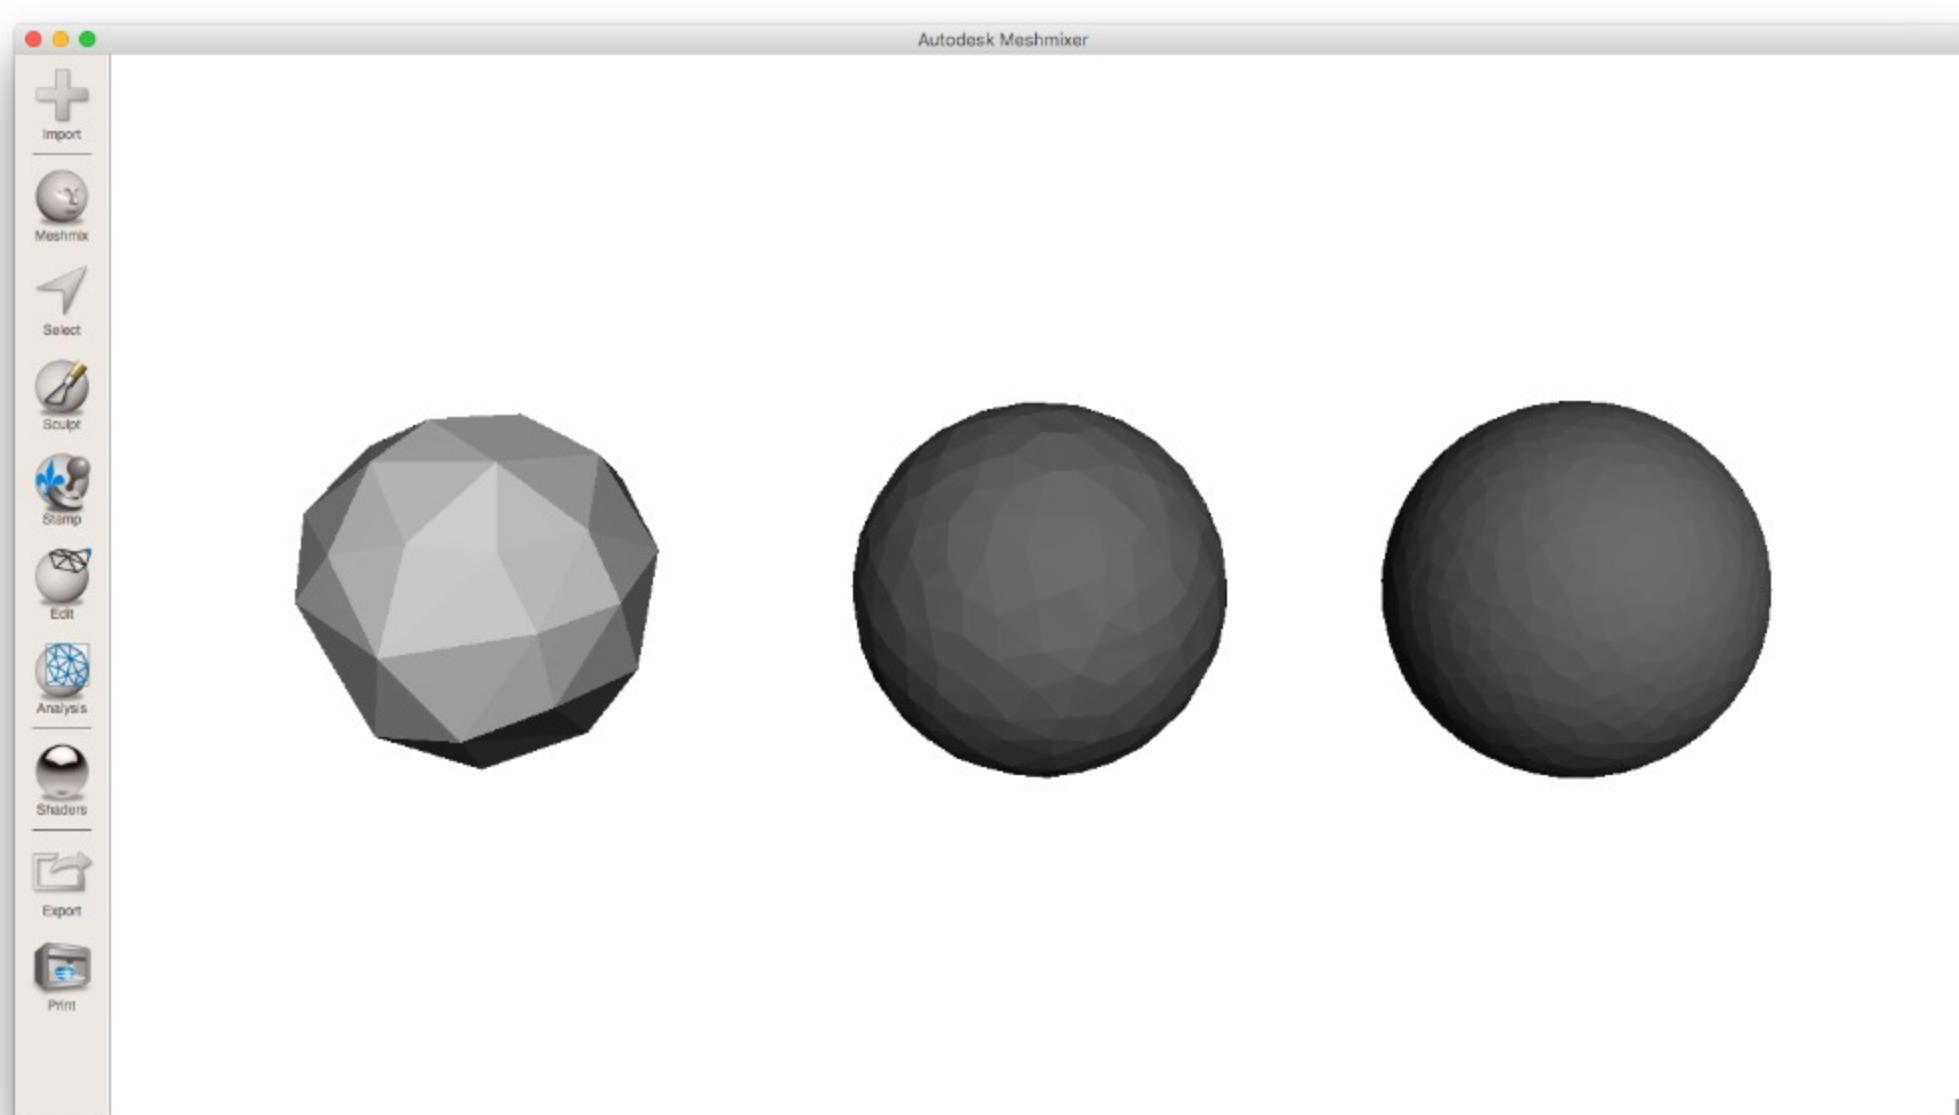 Autodesk Meshmixer
Import
Meshmix
Select
Sculpt
Stamp
Edit
Analysis
Shaders
Export
Print